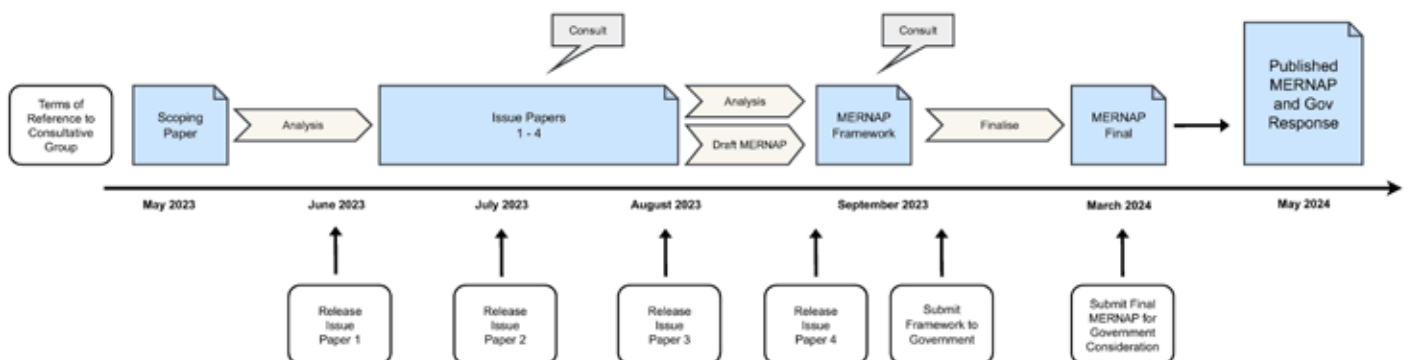 Consult
Consult
Terms of
Reference to
Consultative
Group
Scoping
Paper
Analysis
Issue Papers
1 - 4
Analysis
Draft MERNAP
MERNAP
Framework
Finalise
MERNAP
Final
Published
MERNAP
and Gov
Response
May 2023
June 2023
July 2023
August 2023
September 2023
March 2024
May 2024
Release
Issue
Paper 1
Release
Issue
Paper 2
Release
Issue
Paper 3
Release
Issue
Paper 4
Submit
Framework to
Government
Submit Final
MERNAP for
Government
Consideration